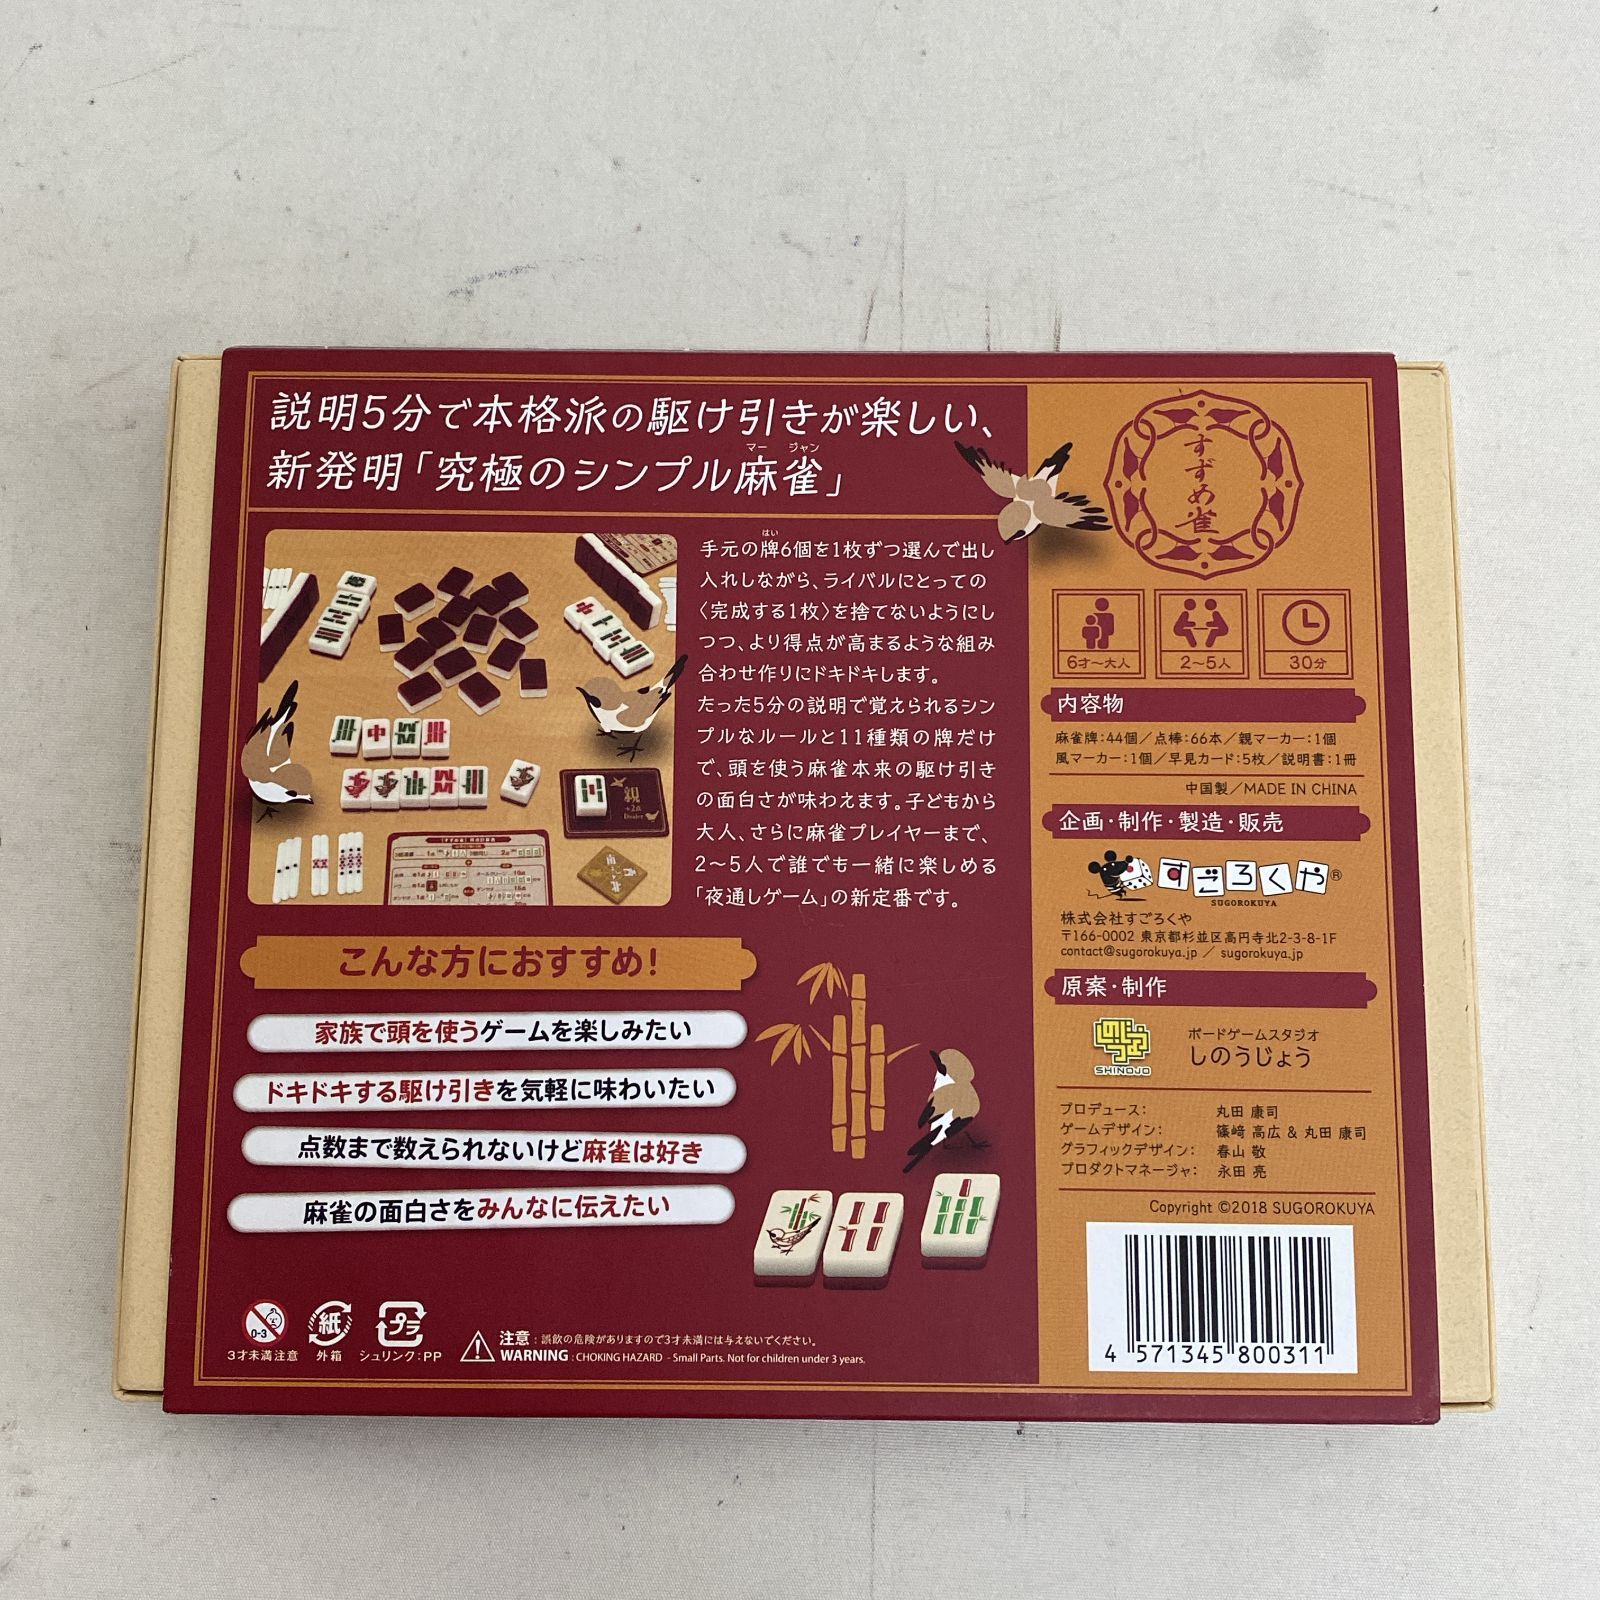 説明5分で本格派の駆け引きが楽しい、
新発明「究極のシンプル麻雀」
マー ジャン
手元の牌6個を1枚ずつ選んで出し
はい
入れしながら、ライバルにとっての
〈完成する1枚〉を捨てないようにし
つつ、より得点が高まるような組み
合わせ作りにドキドキします。
たった5分の説明で覚えられるシン
プルなルールと11種類の牌だけ
で、頭を使う麻雀本来の駆け引き
の面白さが味わえます。子どもから
大人、さらに麻雀プレイヤーまで、
2〜5人で誰でも一緒に楽しめる
「夜通しゲーム」の新定番です。
中
親
+2点
Dealer
こんな方におすすめ!
家族で頭を使うゲームを楽しみたい
ドキドキする駆け引きを気軽に味わいたい
点数まで数えられないけど麻雀は好き
麻雀の面白さをみんなに伝えたい
0-3
3才未満注意
紙
外箱
プラ
シュリンク:PP
注意:誤飲の危険がありますので3才未満には与えないでください。
WARNING : CHOKING HAZARD - Small Parts. Not for children under 3 years.
すずめ雀
6才〜大人
2〜5人
30分
内容物
麻雀牌:44個/点棒:66本/親マーカー:1個
風マーカー:1個/早見カード:5枚/説明書:1冊
中国製/MADE IN CHINA
企画・制作・製造・販売
すごろくや®
SUGOROKUYA
株式会社すごろくや
〒166-0002 東京都杉並区高円寺北2-3-8-1F
contact@sugorokuya.jp / sugorokuya.jp
原案・制作
しのうじょう
SHINOJO
ボードゲームスタジオ
しのうじょう
プロデュース: 丸田 康司
ゲームデザイン: 篠﨑 高広 & 丸田 康司
グラフィックデザイン: 春山 敬
プロダクトマネージャ: 永田 亮
Copyright ©2018 SUGOROKUYA
4 571345 800311